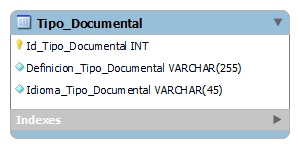 Tipo_Documental
Id_Tipo_Documental INT
Definicion_Tipo_Documental VARCHAR(255)
Idioma_Tipo_Documental VARCHAR(45)
Indexes